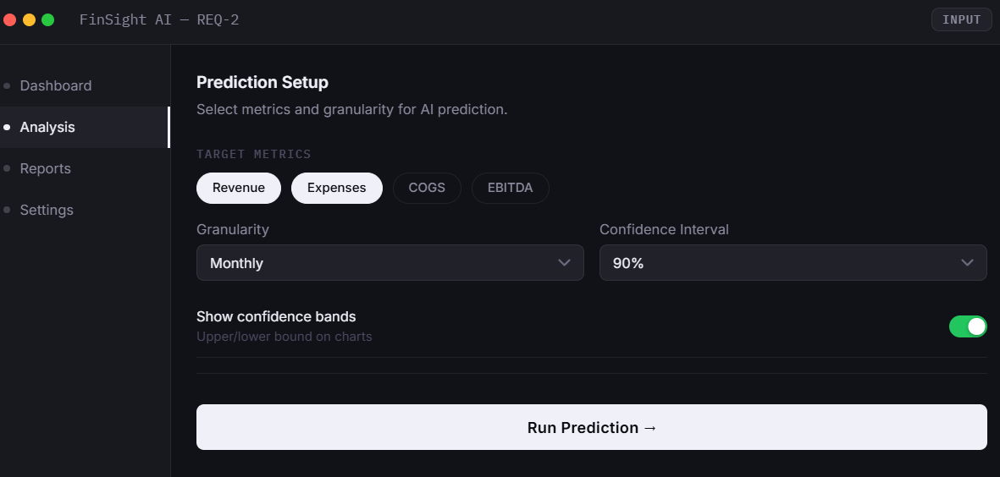 FinSight AI — REQ-2
INPUT
Dashboard
Analysis
Reports
Settings
Prediction Setup
Select metrics and granularity for AI prediction.
TARGET METRICS
Revenue
Expenses
COGS
EBITDA
Granularity
Confidence Interval
Monthly
90%
Show confidence bands
Upper/lower bound on charts
Run Prediction →